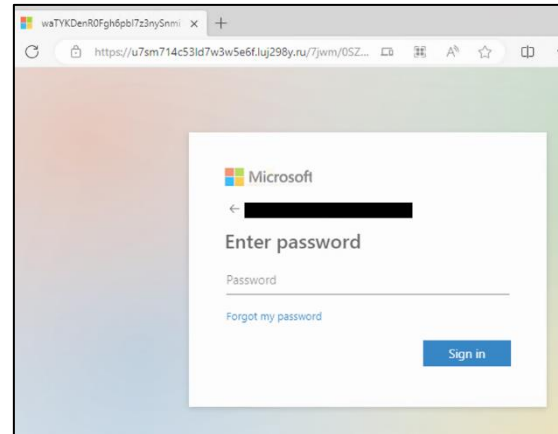 waTYKDenR0Fgh6pbl7z3nySnmi
https://u7sm714c53ld7w3w5e6f.luj298y.ru/7jwm/0SZ...
Microsoft
Enter password
Password
Forgot my password
Sign in